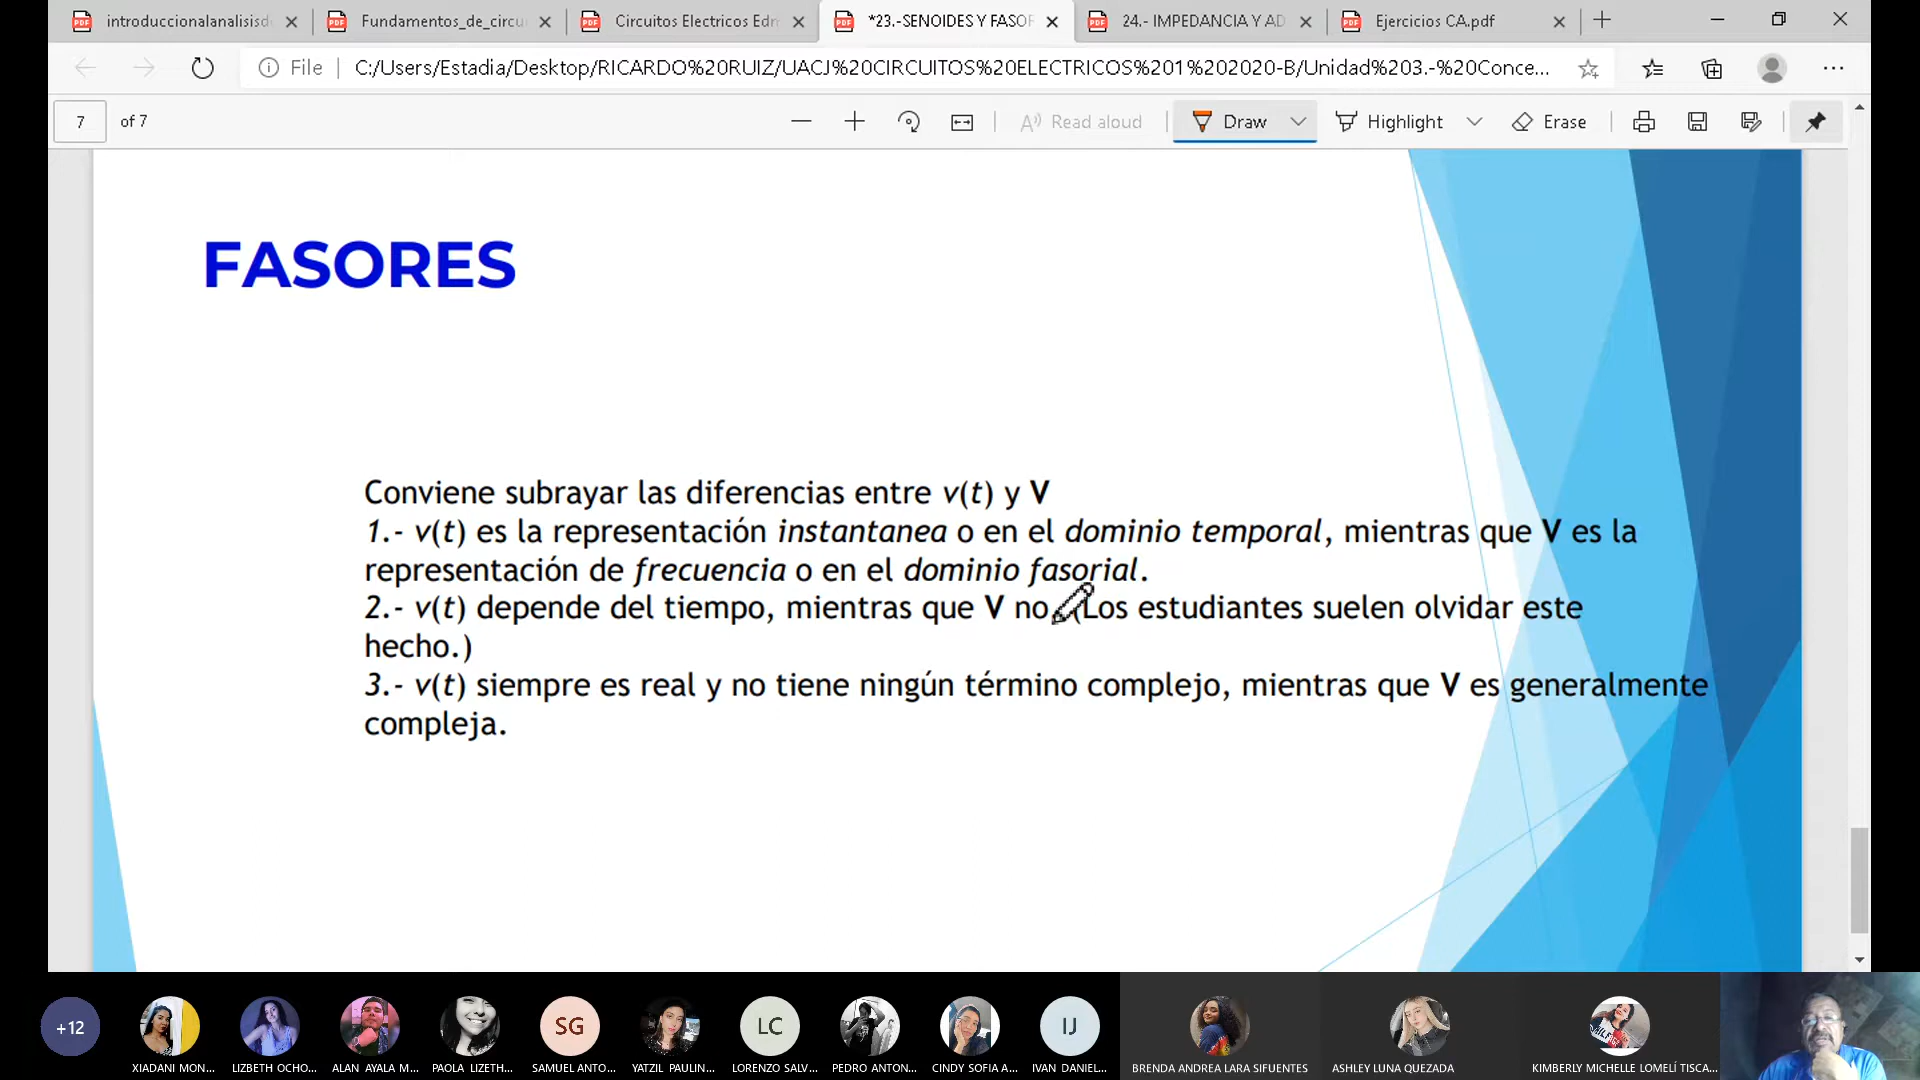 introduccionalanalisisd
Fundamentos_de_circu
Circuitos Electricos Edm
*23.-SENOIDES Y FASOR
24.- IMPEDANCIA Y AD
Ejercicios CA.pdf
File
C:/Users/Estadia/Desktop/RICARDO%20RUIZ/UACJ%20CIRCUITOS%20ELECTRICOS%201%202020-B/Unidad%203.-%20Conce...
7 of 7
Read aloud
Draw
Highlight
Erase
FASORES
Conviene subrayar las diferencias entre v(t) y V
1.- v(t) es la representación instantanea o en el dominio temporal, mientras que V es la
representación de frecuencia o en el dominio fasorial.
2.- v(t) depende del tiempo, mientras que V no. (Los estudiantes suelen olvidar este
hecho.)
3.- v(t) siempre es real y no tiene ningún término complejo, mientras que V es generalmente
compleja.
+12
SG
LC
IJ
XIADANI MON...
LIZBETH OCHO...
ALAN AYALA M...
PAOLA LIZETH...
SAMUEL ANTO...
YATZIL PAULIN...
LORENZO SALV...
PEDRO ANTON...
CINDY SOFIA A...
IVAN DANIEL...
BRENDA ANDREA LARA SIFUENTES
ASHLEY LUNA QUEZADA
KIMBERLY MICHELLE LOMELÍ TISCA...